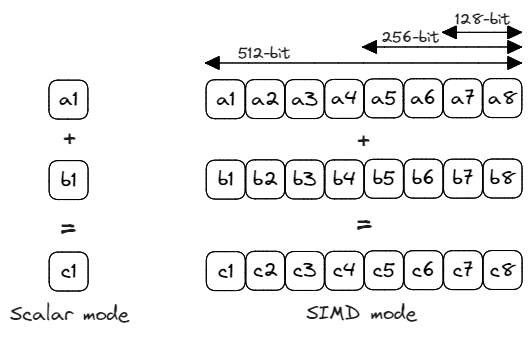 128-bit
256-bit
512-bit
a1 a1 a2 a3 a4 a5 a6 a7 a8
+ +
b1 b1 b2 b3 b4 b5 b6 b7 b8
= =
c1 c1 c2 c3 c4 c5 c6 c7 c8
Scalar mode SIMD mode